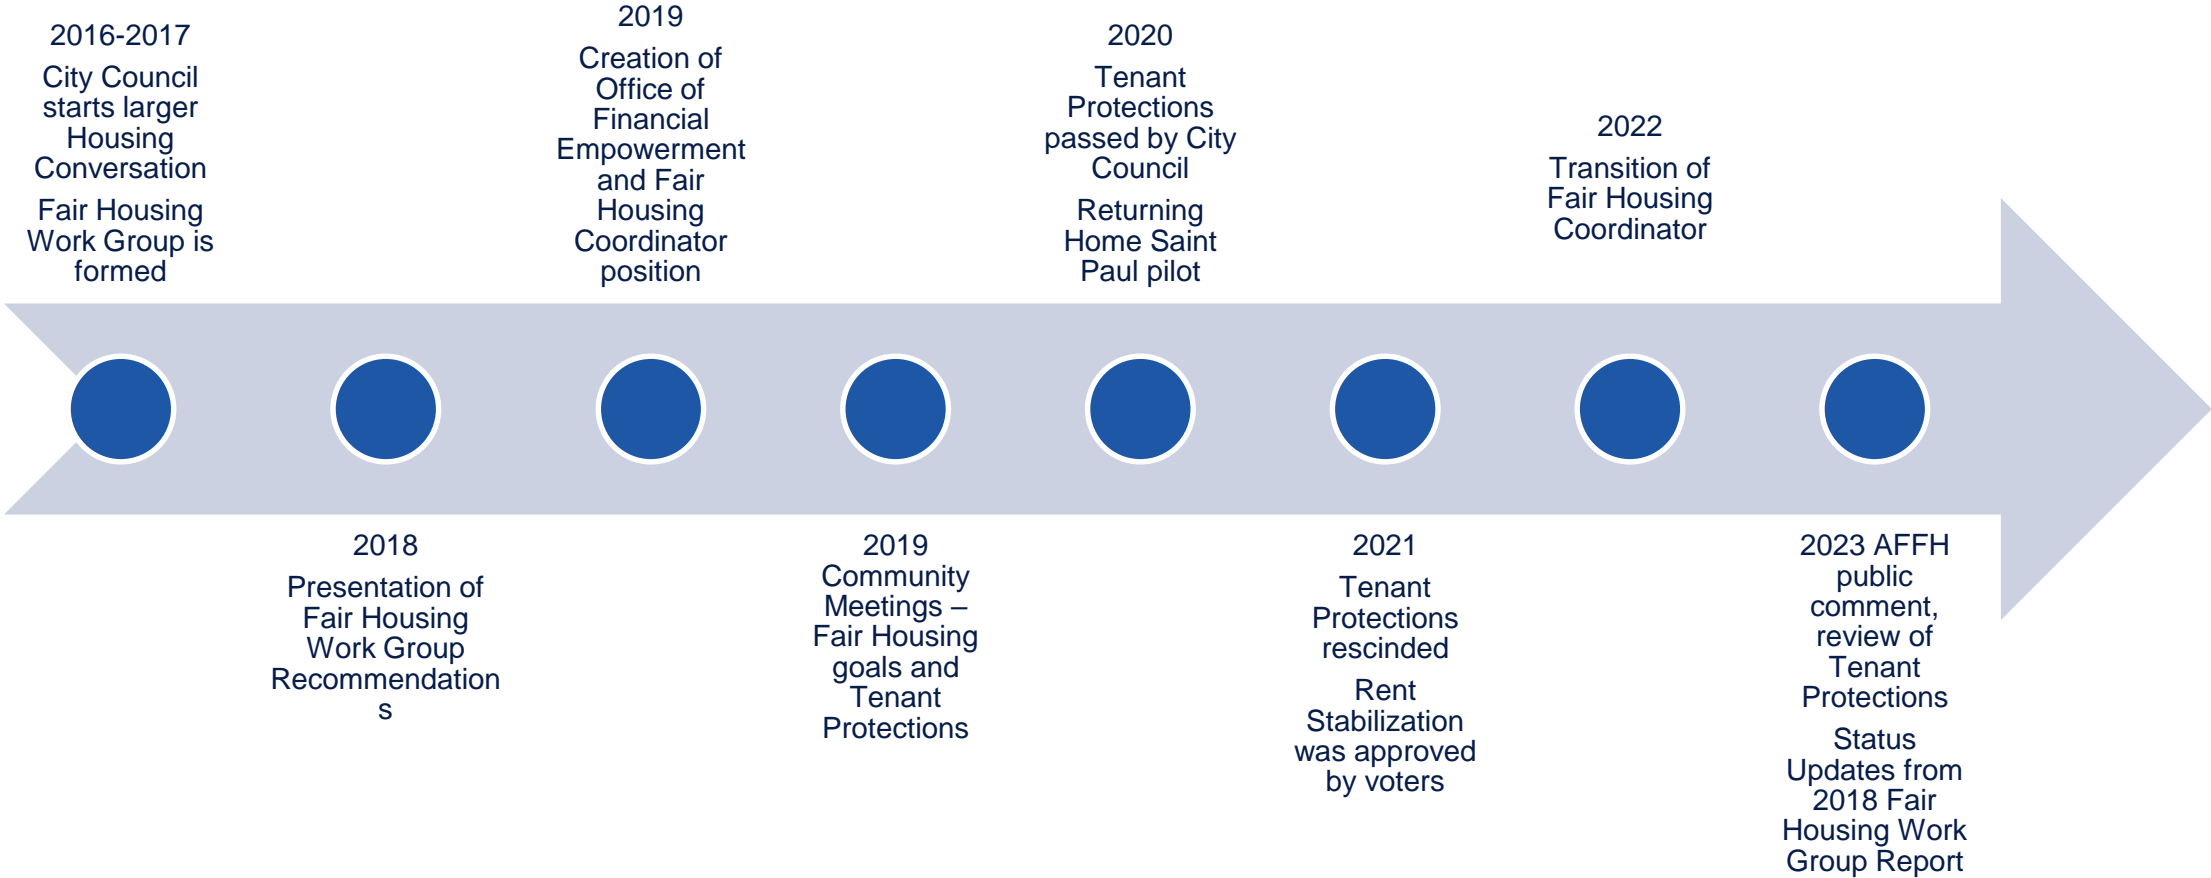 2016-2017
City Council
starts larger
Housing
Conversation
Fair Housing
Work Group is
formed
2018
Presentation of
Fair Housing
Work Group
Recommendation
s
2019
Creation of
Office of
Financial
Empowerment
and Fair
Housing
Coordinator
position
2019
Community
Meetings –
Fair Housing
goals and
Tenant
Protections
2020
Tenant
Protections
passed by City
Council
Returning
Home Saint
Paul pilot
2021
Tenant
Protections
rescinded
Rent
Stabilization
was approved
by voters
2022
Transition of
Fair Housing
Coordinator
2023 AFFH
public
comment,
review of
Tenant
Protections
Status
Updates from
2018 Fair
Housing Work
Group Report